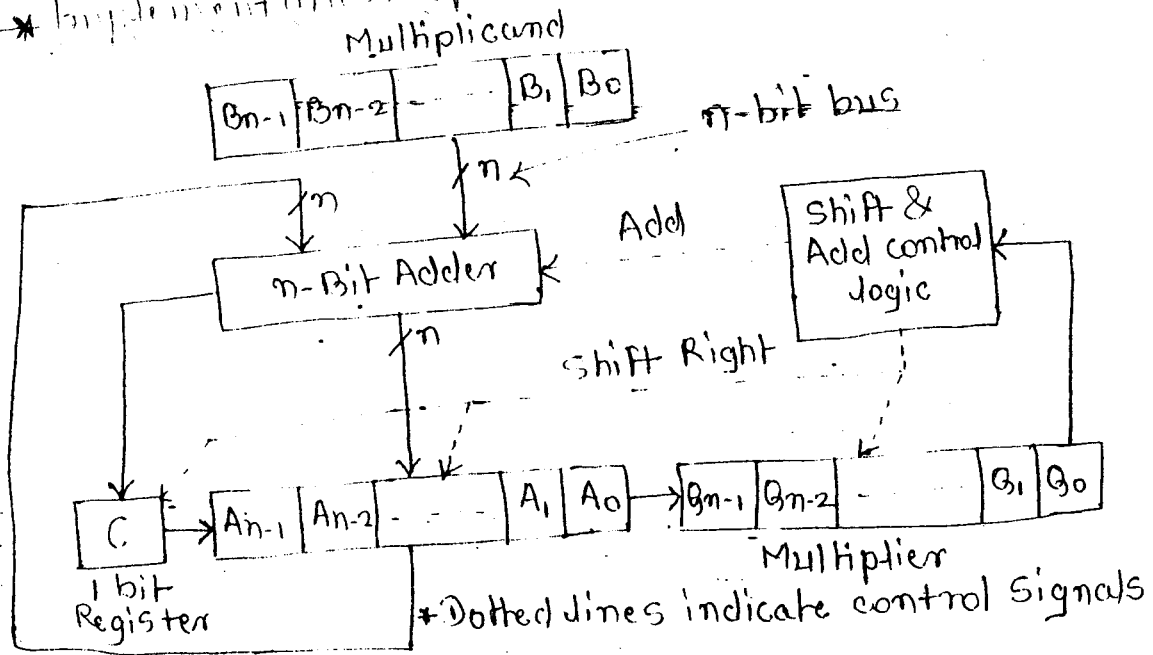 Multiplicand
Bn-1 Bn-2 - - - B1 B0
n-bit bus
n
n
Shift &
Add control
logic
Add
n-Bit Adder
n
Shift Right
C
An-1 An-2 - - - A1 A0
Qn-1 Qn-2 - - - Q1 Q0
1 bit
Register
Multiplier
* Dotted lines indicate control signals